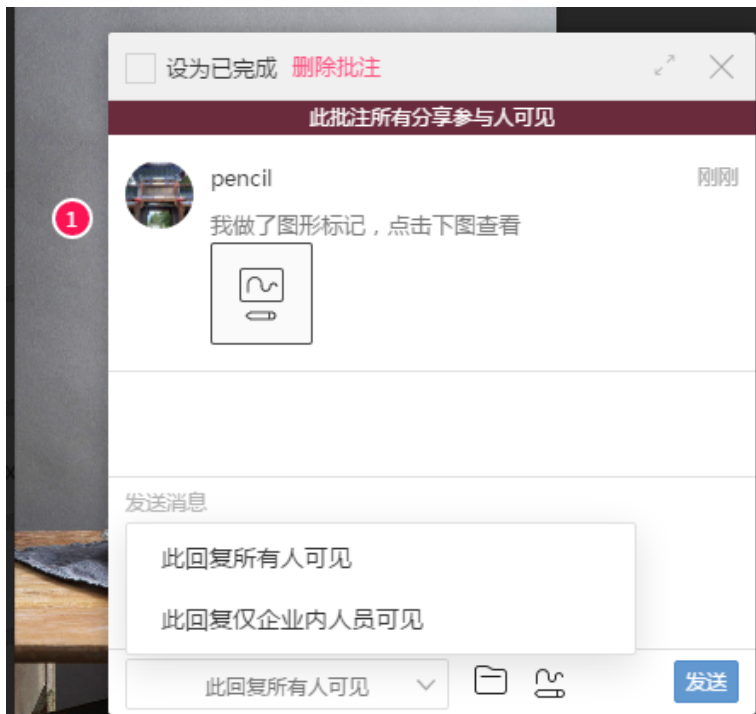 设为已完成 删除批注
此批注所有分享参与人可见
pencil 刚刚
1
我做了图形标记，点击下图查看
发送消息
此回复所有人可见
此回复仅企业内人员可见
此回复所有人可见 发送